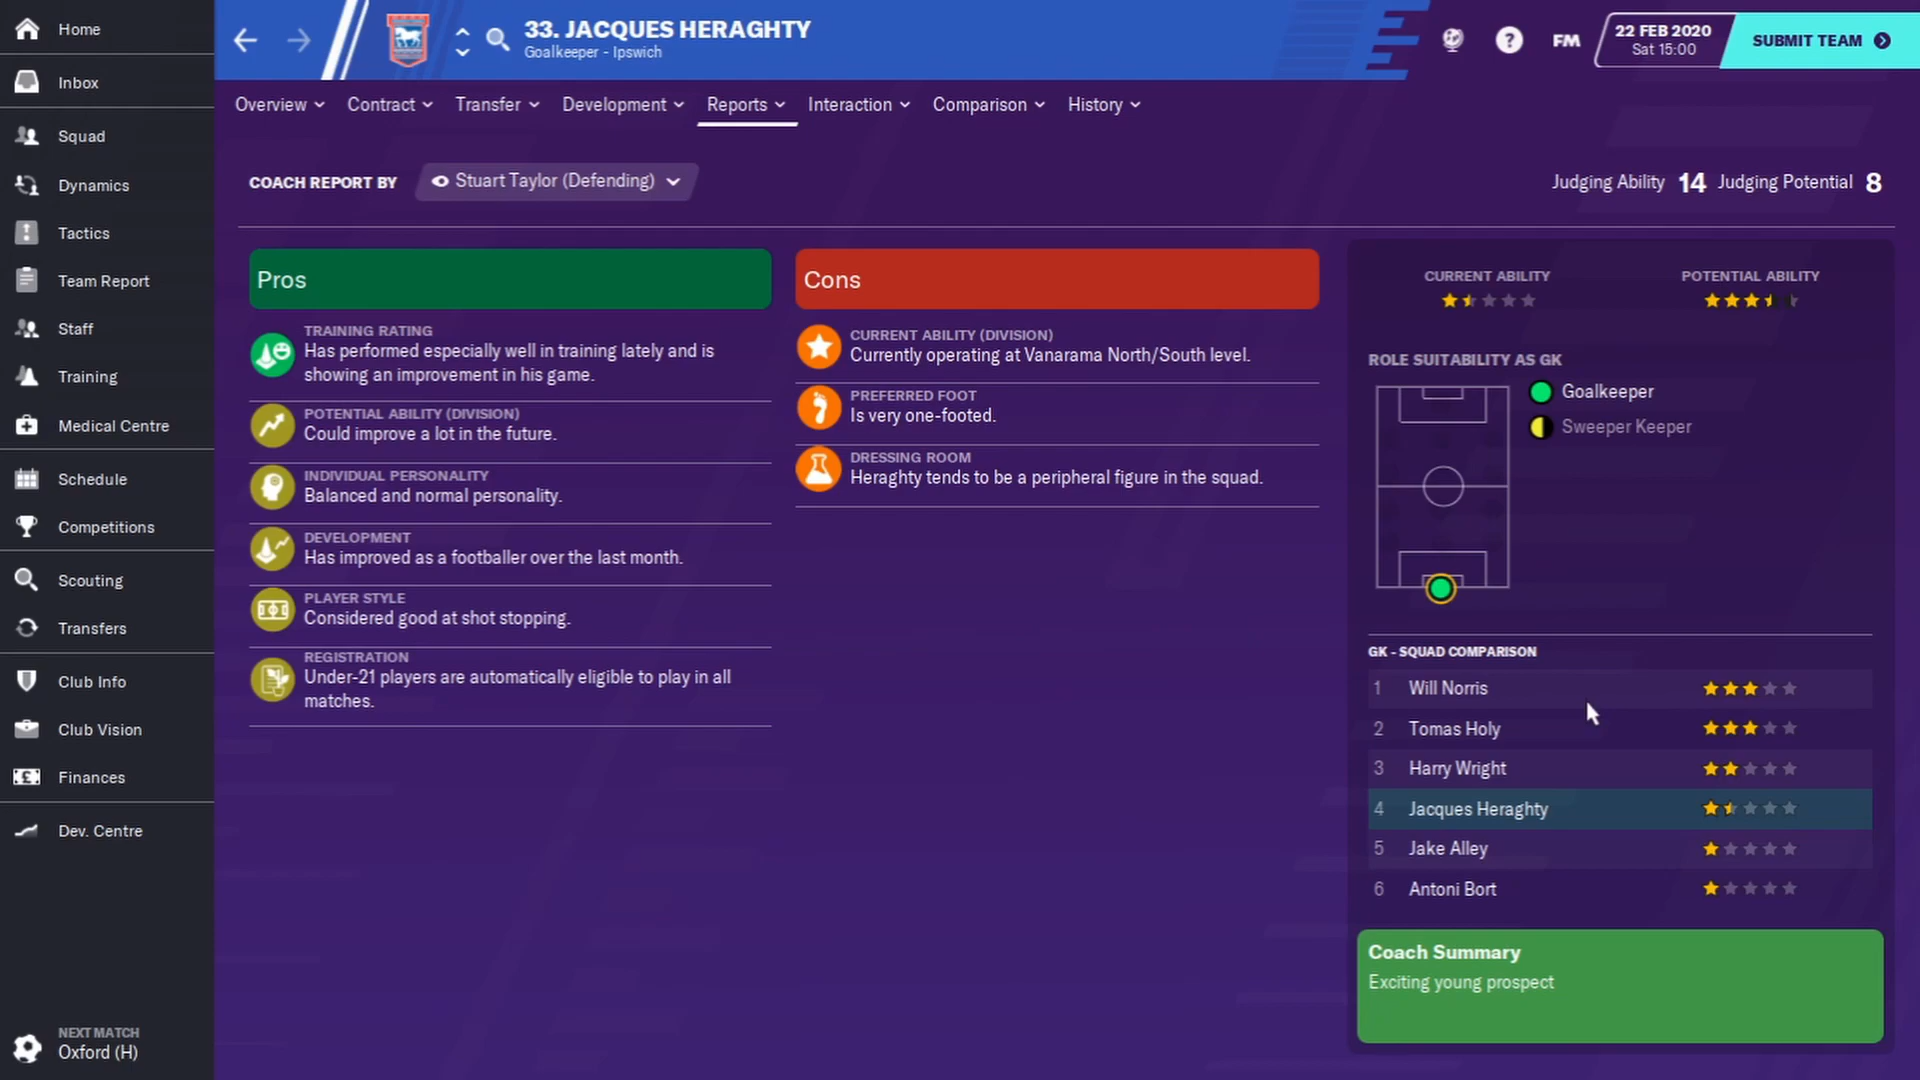 Home
Inbox
Squad
Dynamics
Tactics
Team Report
Staff
Training
Medical Centre
Schedule
Competitions
Scouting
Transfers
Club Info
Club Vision
Finances
Dev. Centre
NEXT MATCH
Oxford (H)
33. JACQUES HERAGHTY
Goalkeeper - Ipswich
?
FM
22 FEB 2020
Sat 15:00
SUBMIT TEAM
Overview
Contract
Transfer
Development
Reports
Interaction
Comparison
History
COACH REPORT BY
Stuart Taylor (Defending)
Judging Ability 14 Judging Potential 8
Pros
TRAINING RATING
Has performed especially well in training lately and is
showing an improvement in his game.
POTENTIAL ABILITY (DIVISION)
Could improve a lot in the future.
INDIVIDUAL PERSONALITY
Balanced and normal personality.
DEVELOPMENT
Has improved as a footballer over the last month.
PLAYER STYLE
Considered good at shot stopping.
REGISTRATION
Under-21 players are automatically eligible to play in all
matches.
Cons
CURRENT ABILITY (DIVISION)
Currently operating at Vanarama North/South level.
PREFERRED FOOT
Is very one-footed.
DRESSING ROOM
Heraghty tends to be a peripheral figure in the squad.
CURRENT ABILITY
POTENTIAL ABILITY
ROLE SUITABILITY AS GK
Goalkeeper
Sweeper Keeper
GK - SQUAD COMPARISON
1 Will Norris
2 Tomas Holy
3 Harry Wright
4 Jacques Heraghty
5 Jake Alley
6 Antoni Bort
Coach Summary
Exciting young prospect